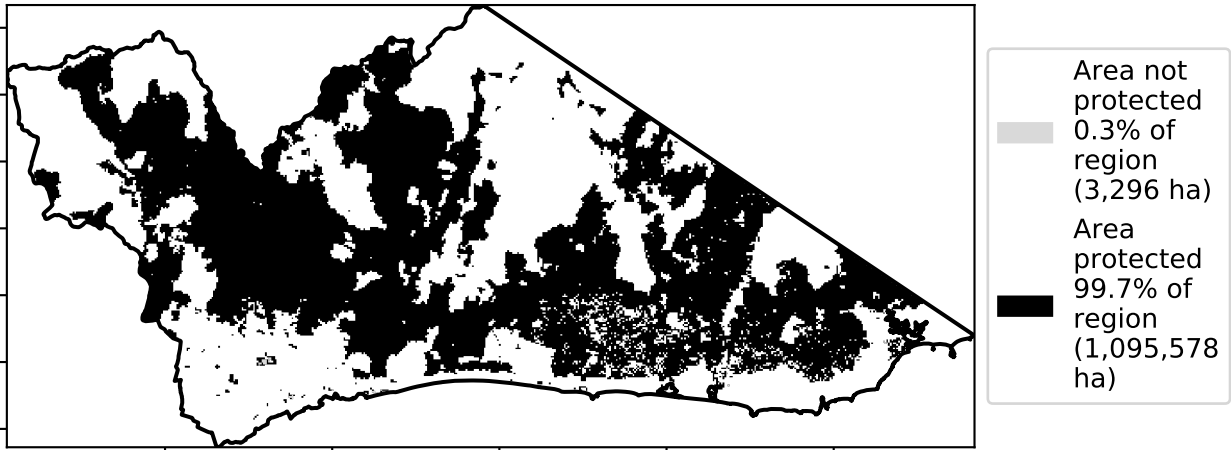 Area not
protected
0.3% of
region
(3,296 ha)
Area
protected
99.7% of
region
(1,095,578
ha)